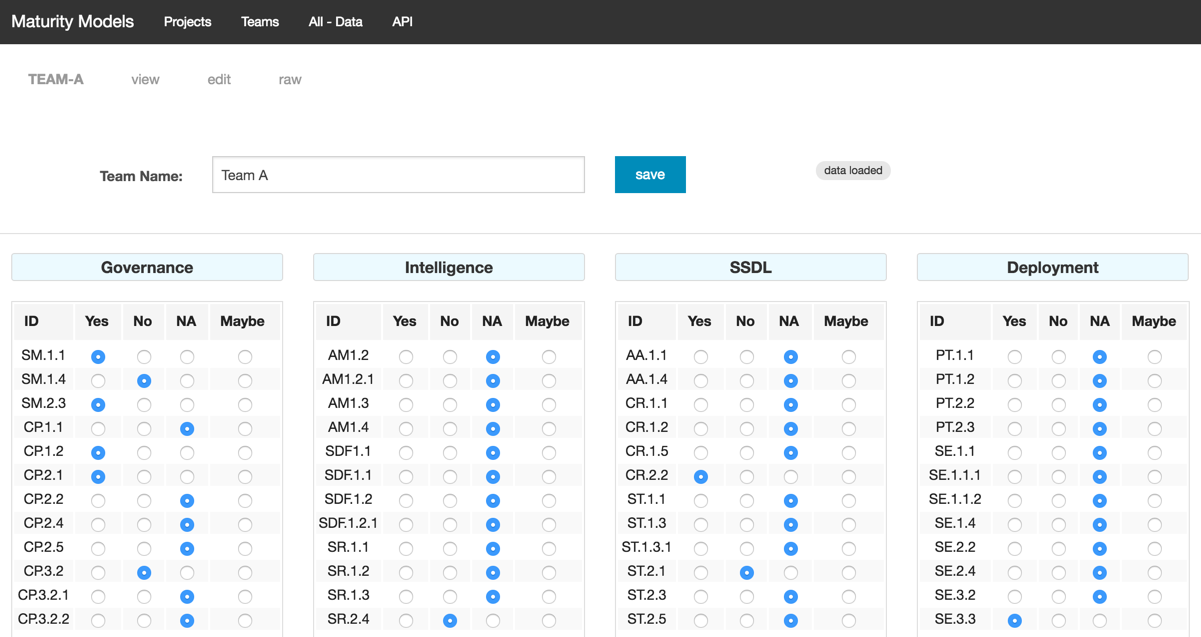 Maturity Models Projects Teams All - Data API
TEAM-A view edit raw
Team Name: Team A save data loaded
Governance Intelligence SSDL Deployment
ID Yes No NA Maybe ID Yes No NA Maybe ID Yes No NA Maybe ID Yes No NA Maybe
SM.1.1 AM1.2 AA.1.1 PT.1.1
SM.1.4 AM1.2.1 AA.1.4 PT.1.2
SM.2.3 AM1.3 CR.1.1 PT.2.2
CP.1.1 AM1.4 CR.1.2 PT.2.3
CP.1.2 SDF1.1 CR.1.5 SE.1.1
CP.2.1 SDF.1.1 CR.2.2 SE.1.1.1
CP.2.2 SDF.1.2 ST.1.1 SE.1.1.2
CP.2.4 SDF.1.2.1 ST.1.3 SE.1.4
CP.2.5 SR.1.1 ST.1.3.1 SE.2.2
CP.3.2 SR.1.2 ST.2.1 SE.2.4
CP.3.2.1 SR.1.3 ST.2.3 SE.3.2
CP.3.2.2 SR.2.4 ST.2.5 SE.3.3